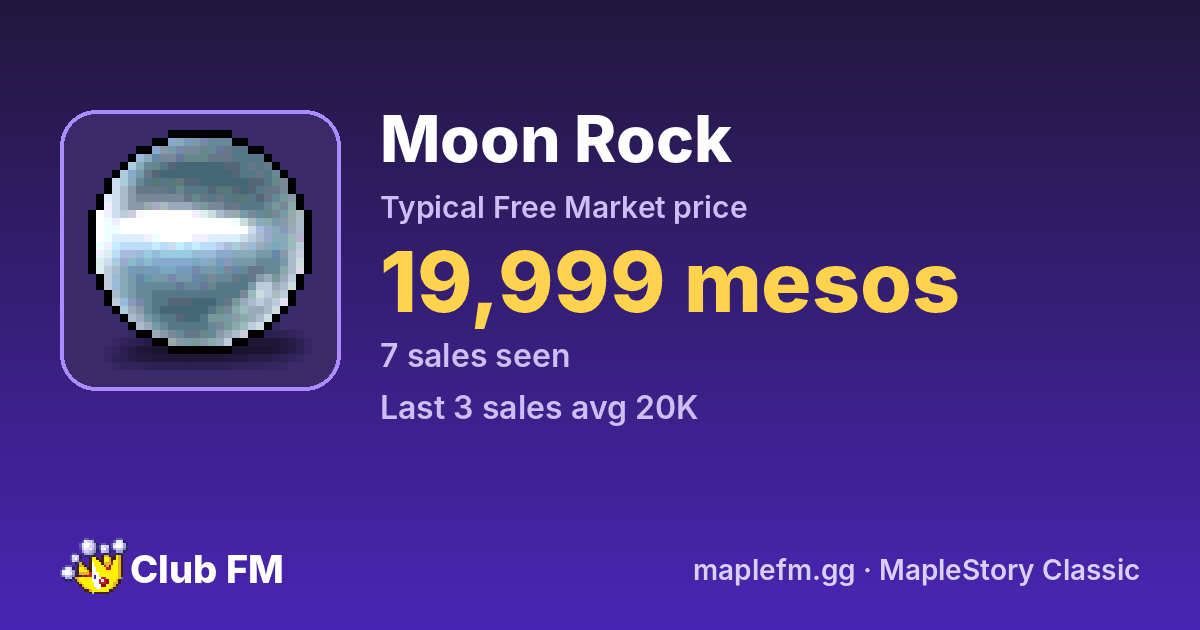 Moon Rock
Typical Free Market price
19,999 mesos
7 sales seen
Last 3 sales avg 20K
Club FM
maplefm.gg · MapleStory Classic